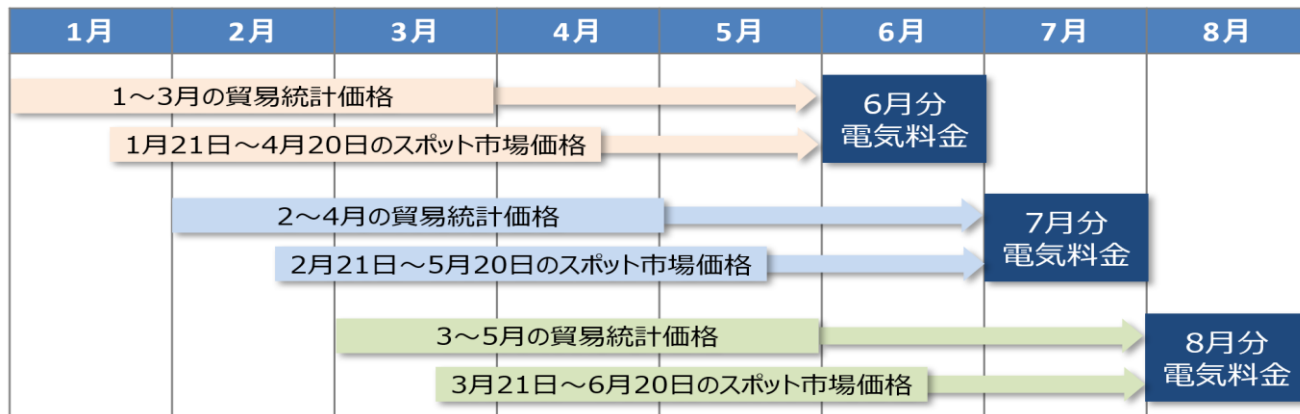 1月 2月 3月 4月 5月 6月 7月 8月
1～3月の貿易統計価格
1月21日～4月20日のスポット市場価格
6月分
電気料金
2～4月の貿易統計価格
2月21日～5月20日のスポット市場価格
7月分
電気料金
3～5月の貿易統計価格
3月21日～6月20日のスポット市場価格
8月分
電気料金